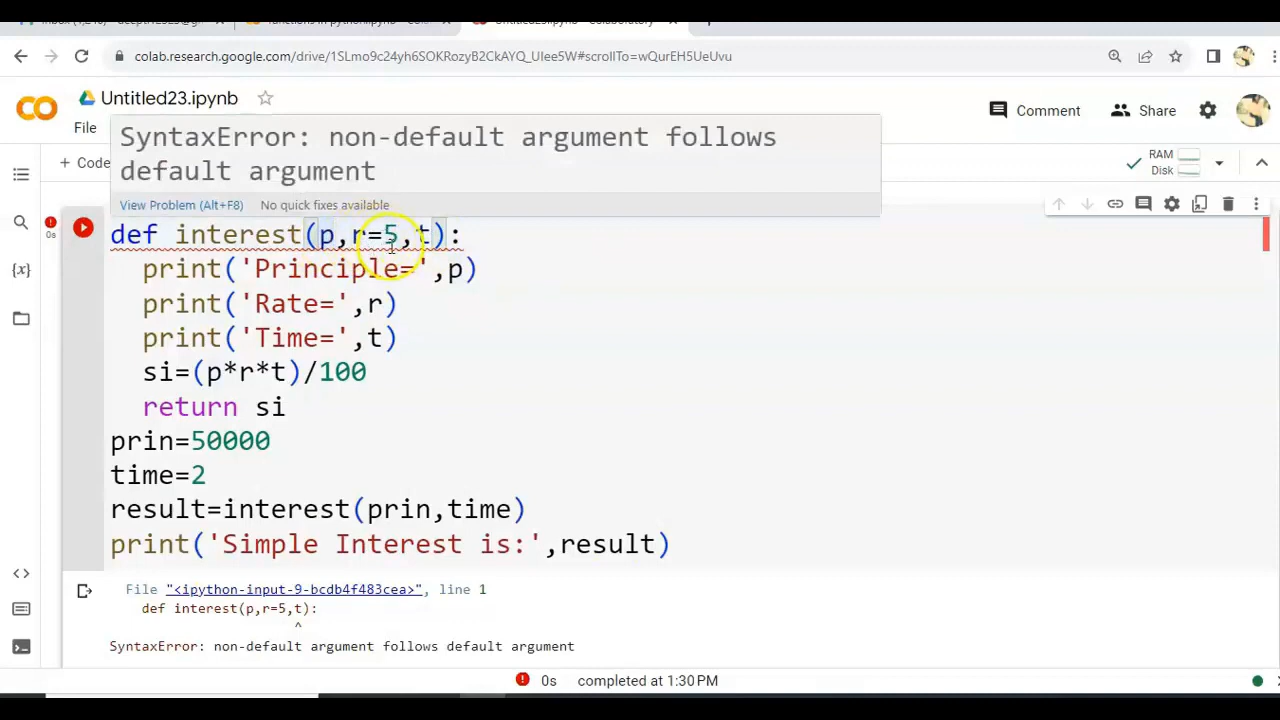 colab.research.google.com/drive/1SLmo9c24yh6SOKRozyB2CkAYQ_UIee5W#scrollTo=wQurEH5UeUvu
Untitled23.ipynb
Comment
Share
File
SyntaxError: non-default argument follows
default argument
View Problem (Alt+F8) No quick fixes available
+ Code
RAM
Disk
0s
{x}
def interest(p,r=5,t):
print('Principle=',p)
print('Rate=',r)
print('Time=',t)
si=(p*r*t)/100
return si
prin=50000
time=2
result=interest(prin,time)
print('Simple Interest is:',result)
File "<ipython-input-9-bcdb4f483cea>", line 1
def interest(p,r=5,t):
^
SyntaxError: non-default argument follows default argument
0s completed at 1:30 PM